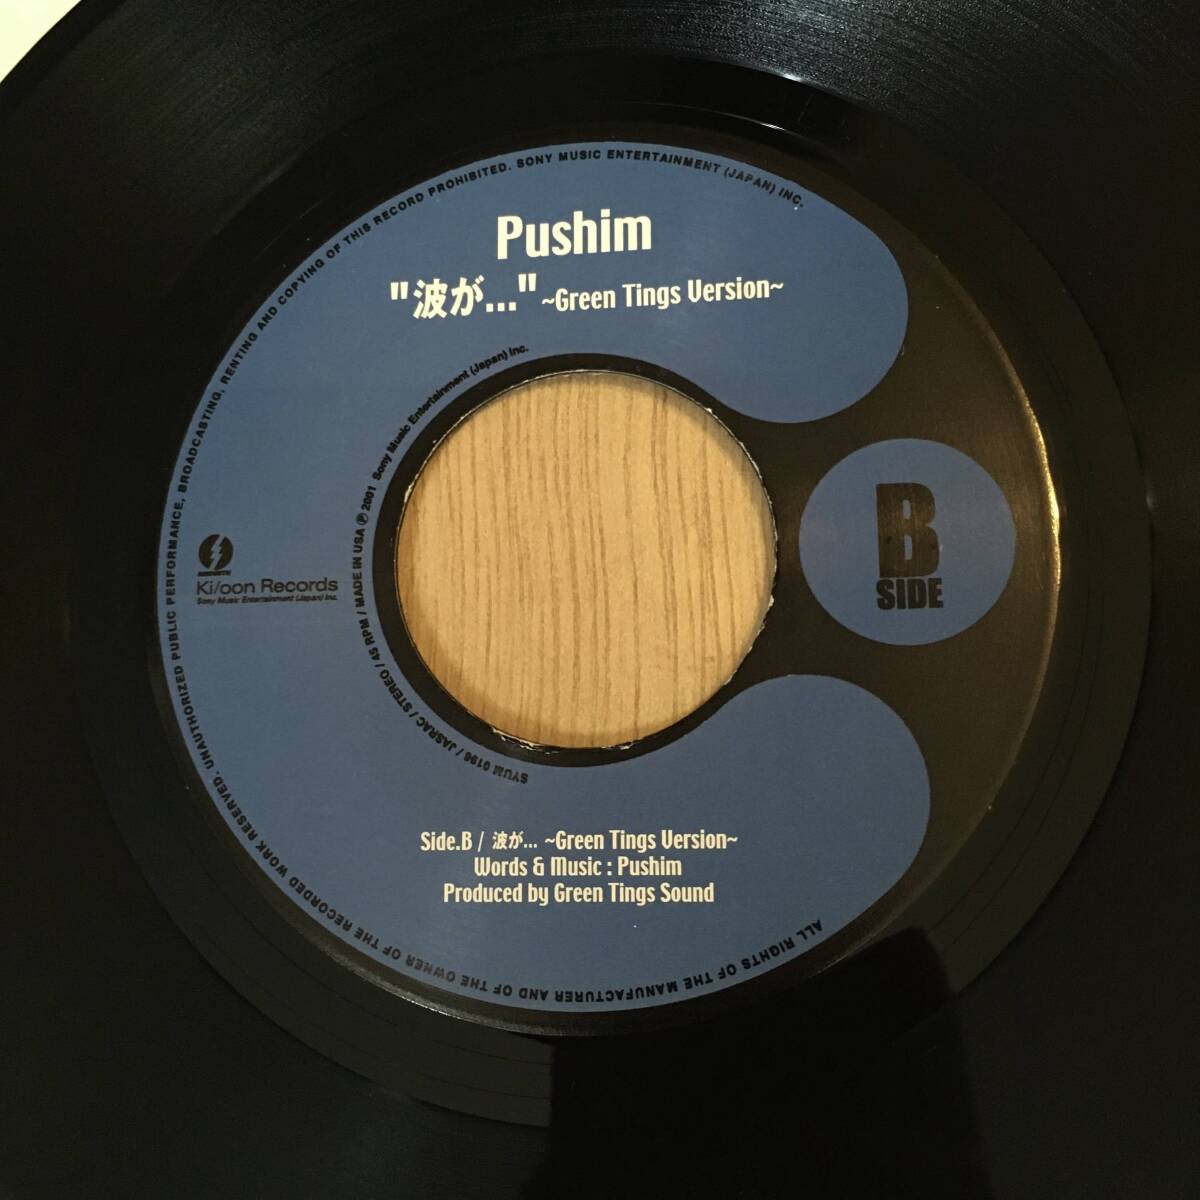 Pushim
"波が..." ~Green Tings Version~
B
SIDE
Ki/oon Records
Sony Music Entertainment (Japan) Inc.
SYUM 0196 / JASRAC / STEREO / 45 RPM / MADE IN USA ℗ 2001 Sony Music Entertainment (Japan) Inc.
Side.B / 波が... ~Green Tings Version~
Words & Music : Pushim
Produced by Green Tings Sound
ALL RIGHTS OF THE MANUFACTURER AND OF THE OWNER OF THE RECORDED WORK RESERVED. UNAUTHORIZED PUBLIC PERFORMANCE, BROADCASTING, RENTING AND COPYING OF THIS RECORD PROHIBITED. SONY MUSIC ENTERTAINMENT (JAPAN) INC.